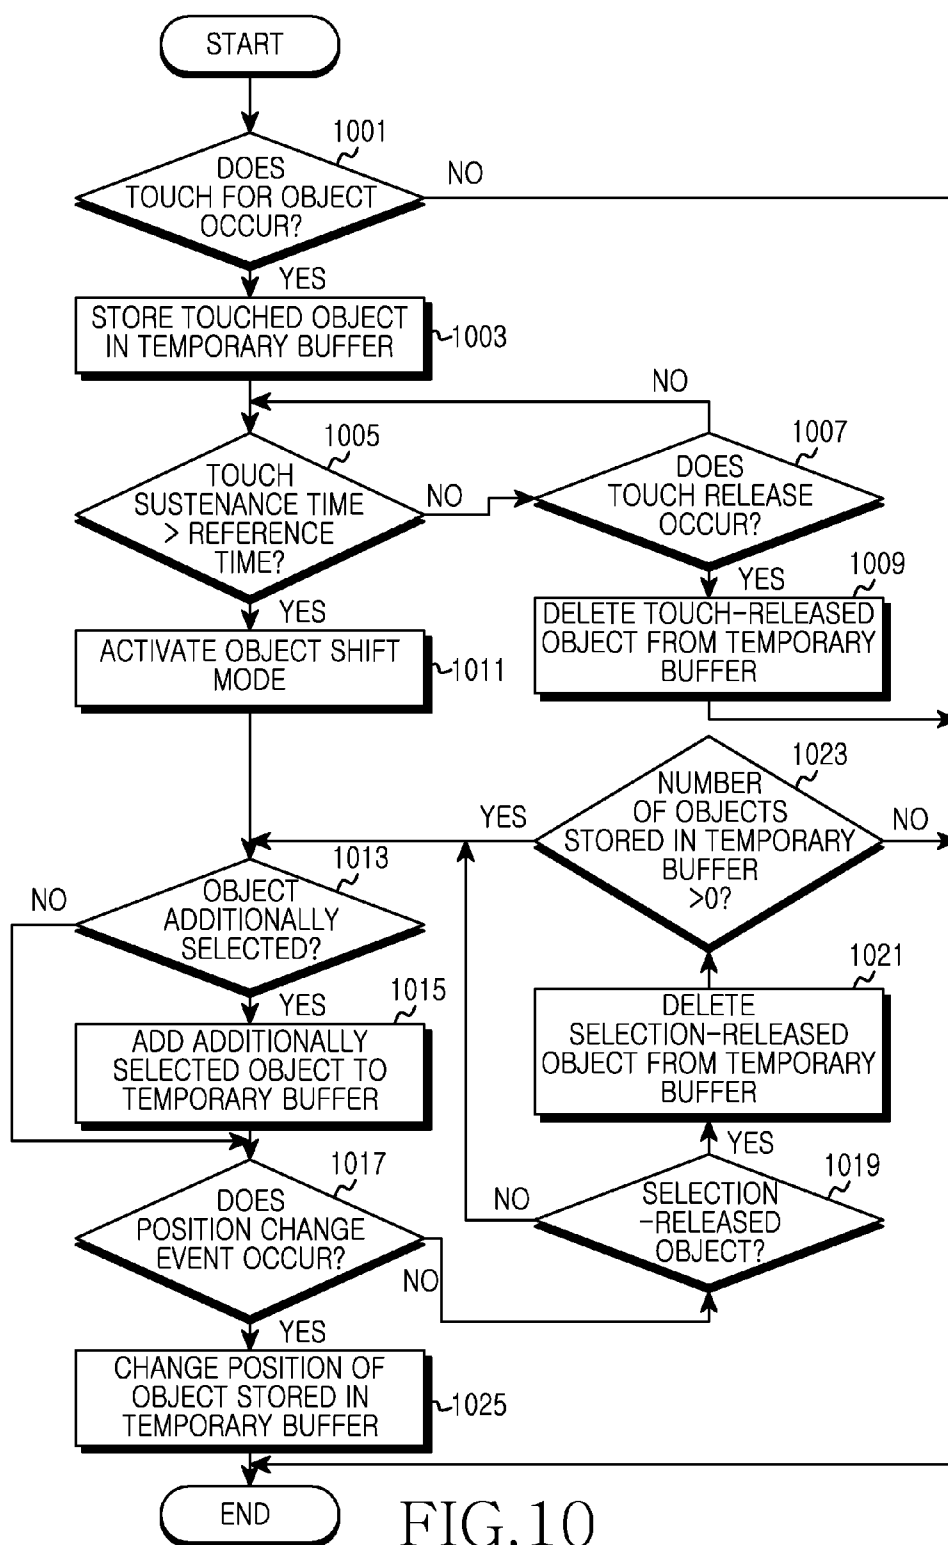 START
1001
DOES
TOUCH FOR OBJECT
OCCUR?
NO
YES
STORE TOUCHED OBJECT
IN TEMPORARY BUFFER
1003
NO
1005
TOUCH
SUSTENANCE TIME
> REFERENCE
TIME?
NO
1007
DOES
TOUCH RELEASE
OCCUR?
YES
YES
1009
DELETE TOUCH-RELEASED
OBJECT FROM TEMPORARY
BUFFER
ACTIVATE OBJECT SHIFT
MODE
1011
1023
NUMBER
OF OBJECTS
STORED IN TEMPORARY
BUFFER
>0?
YES
NO
1013
OBJECT
ADDITIONALLY
SELECTED?
NO
YES
1015
ADD ADDITIONALLY
SELECTED OBJECT TO
TEMPORARY BUFFER
1021
DELETE
SELECTION-RELEASED
OBJECT FROM TEMPORARY
BUFFER
YES
1017
DOES
POSITION CHANGE
EVENT OCCUR?
NO
1019
SELECTION
-RELEASED
OBJECT?
NO
YES
CHANGE POSITION OF
OBJECT STORED IN
TEMPORARY BUFFER
1025
END
FIG.10